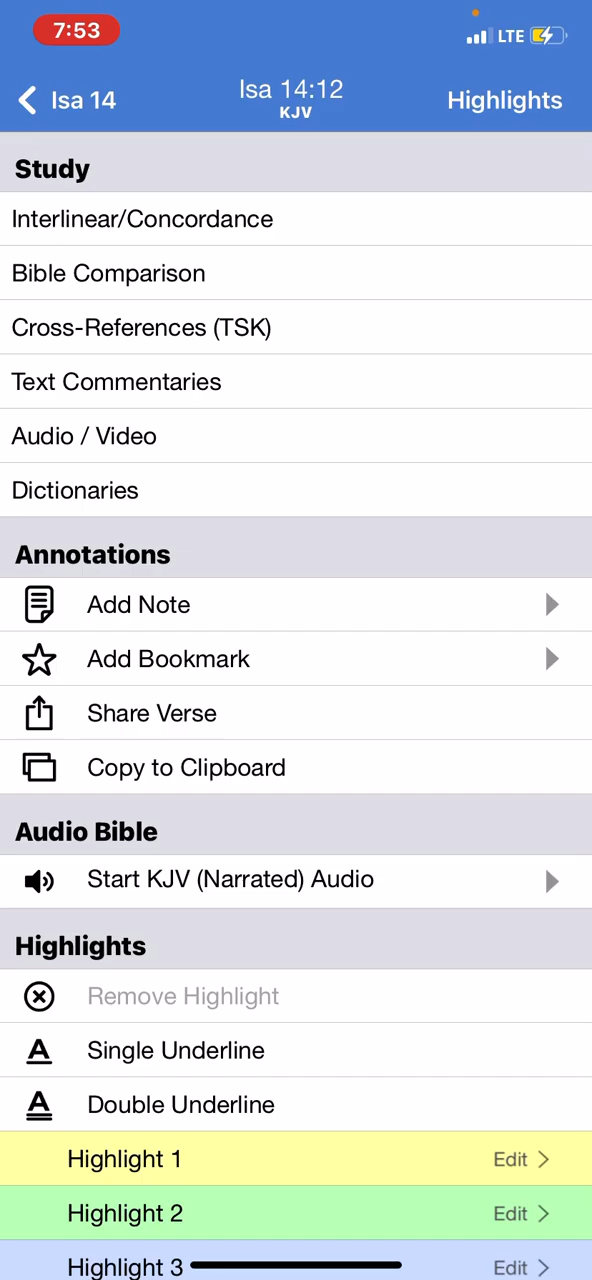 7:53
LTE
Isa 14
Isa 14:12
KJV
Highlights
Study
Interlinear/Concordance
Bible Comparison
Cross-References (TSK)
Text Commentaries
Audio / Video
Dictionaries
Annotations
Add Note
Add Bookmark
Share Verse
Copy to Clipboard
Audio Bible
Start KJV (Narrated) Audio
Highlights
Remove Highlight
A Single Underline
A Double Underline
Highlight 1 Edit
Highlight 2 Edit
Highlight 3 Edit